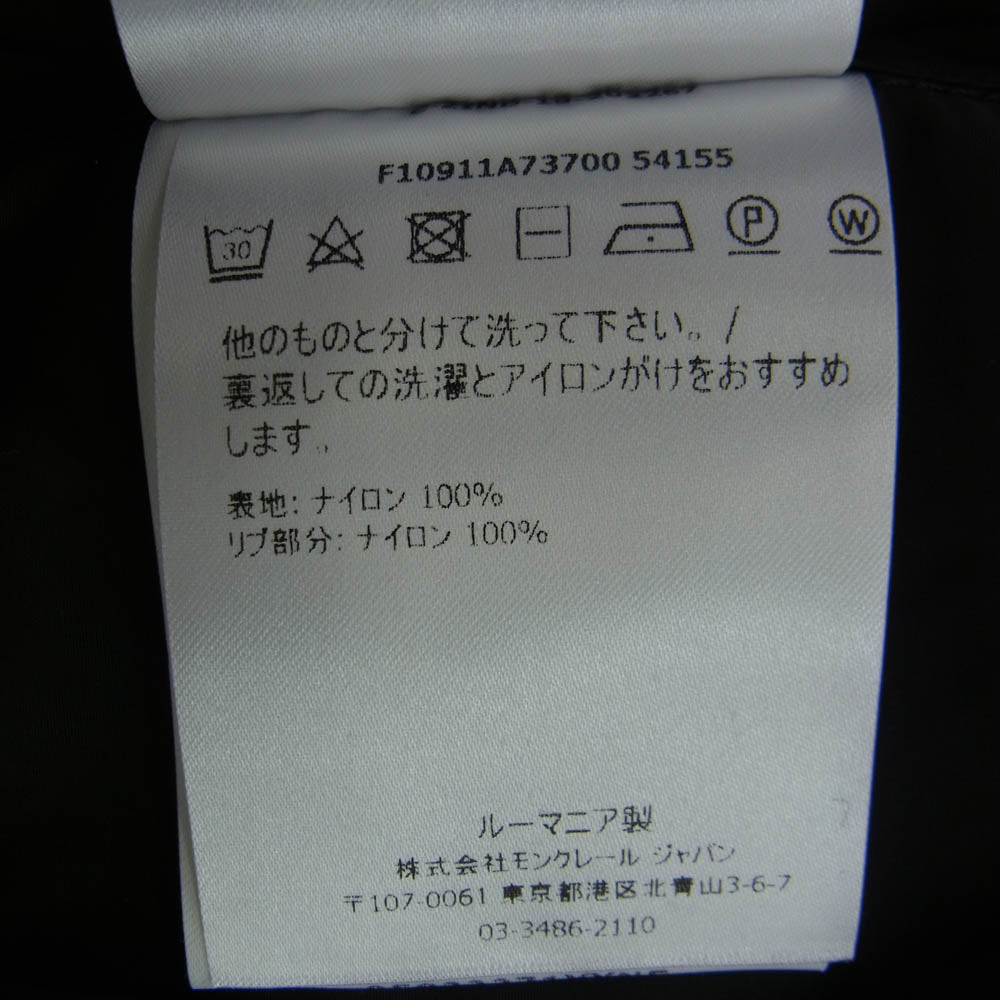 F10911A73700 54155
30 P W
他のものと分けて洗って下さい。/
裏返しての洗濯とアイロンがけをおすすめ
します。
表地: ナイロン 100%
リブ部分: ナイロン 100%
ルーマニア製
株式会社モンクレール ジャパン
〒107-0061 東京都港区北青山3-6-7
03-3486-2110